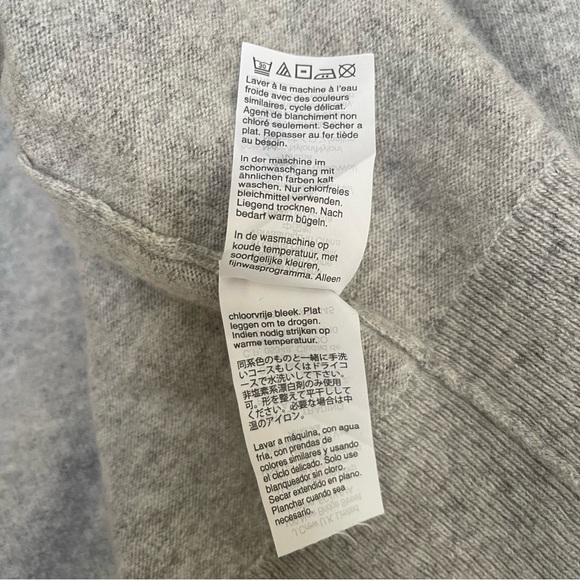 30
Laver à la machine à l'eau
froide avec des couleurs
similaires, cycle délicat.
Agent de blanchiment non
chloré seulement. Secher a
plat. Repasser au fer tiède
au besoin.
In der maschine im
schonwaschgang mit
ähnlichen farben kalt
waschen. Nur chlorfreies
bleichmittel verwenden.
Liegend trocknen. Nach
bedarf warm bügeln.
In de wasmachine op
koude temperatuur, met
soortgelijke kleuren,
fijnwasprogramma. Alleen
chloorvrije bleek. Plat
leggen om te drogen.
Indien nodig strijken op
warme temperatuur.
同系色のものと一緒に手洗
いコースもしくはドライコ
ースで水洗いして下さい。
非塩素系漂白剤のみ使用
可。形を整えて平干しして
ください。必要な場合は中
温のアイロン。
Lavar a máquina, con agua
fría, con prendas de
colores similares y usando
el ciclo delicado. Solo use
blanqueador sin cloro.
Secar extendido en plano.
Planchar cuando sea
necesario.